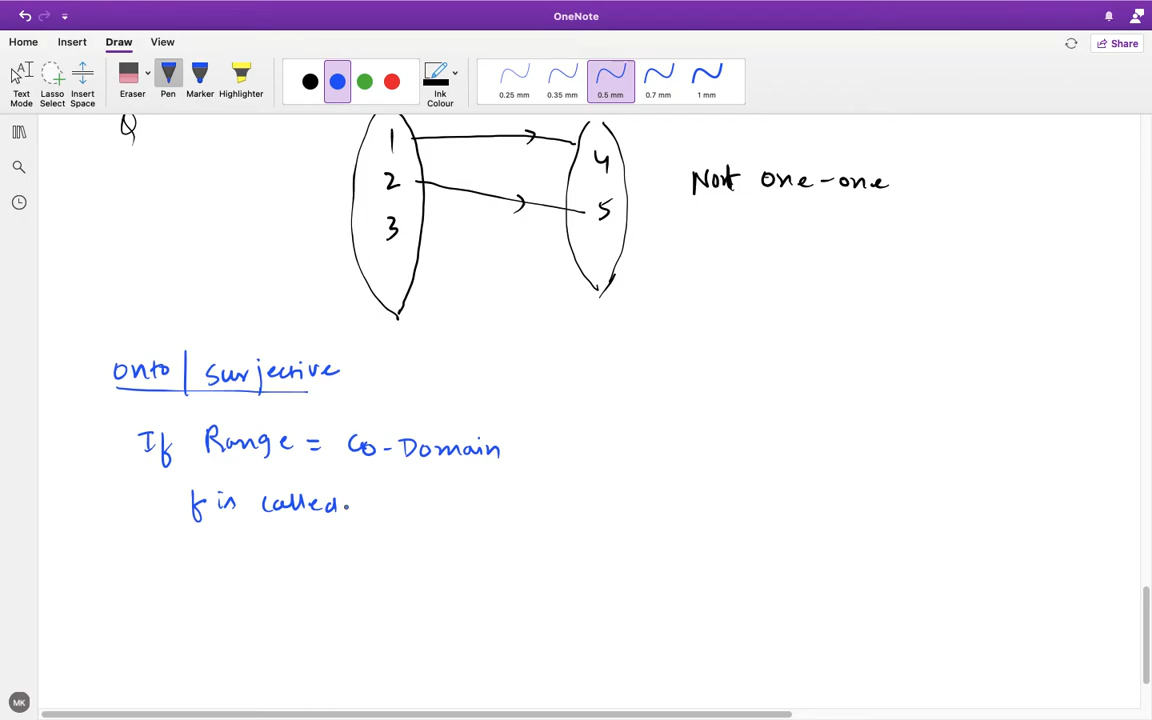 OneNote
Home Insert Draw View
Share
Text Mode
Lasso Select
Insert Space
Eraser
Pen
Marker
Highlighter
Ink Colour
0.25 mm
0.35 mm
0.5 mm
0.7 mm
1 mm
Q
1
2
3
4
5
Not one-one
onto | surjective
If Range = Co-Domain
f is called
MK